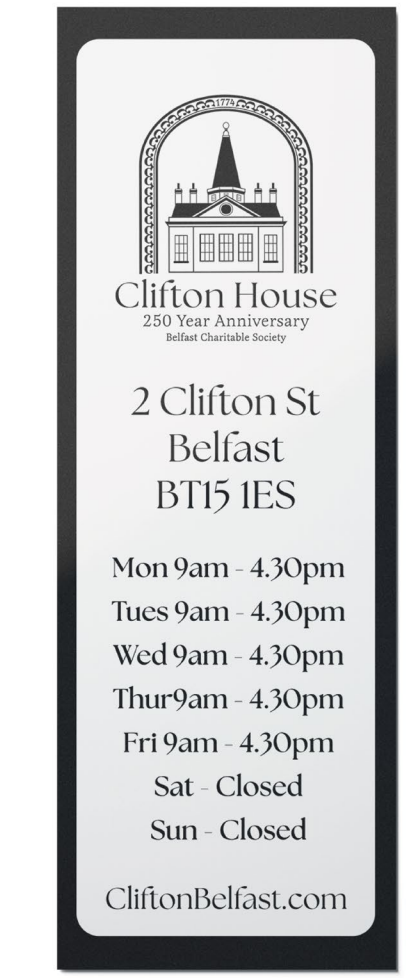 1774
Clifton House
250 Year Anniversary
Belfast Charitable Society
2 Clifton St
Belfast
BT15 1ES
Mon 9am - 4.30pm
Tues 9am - 4.30pm
Wed 9am - 4.30pm
Thur9am - 4.30pm
Fri 9am - 4.30pm
Sat - Closed
Sun - Closed
CliftonBelfast.com